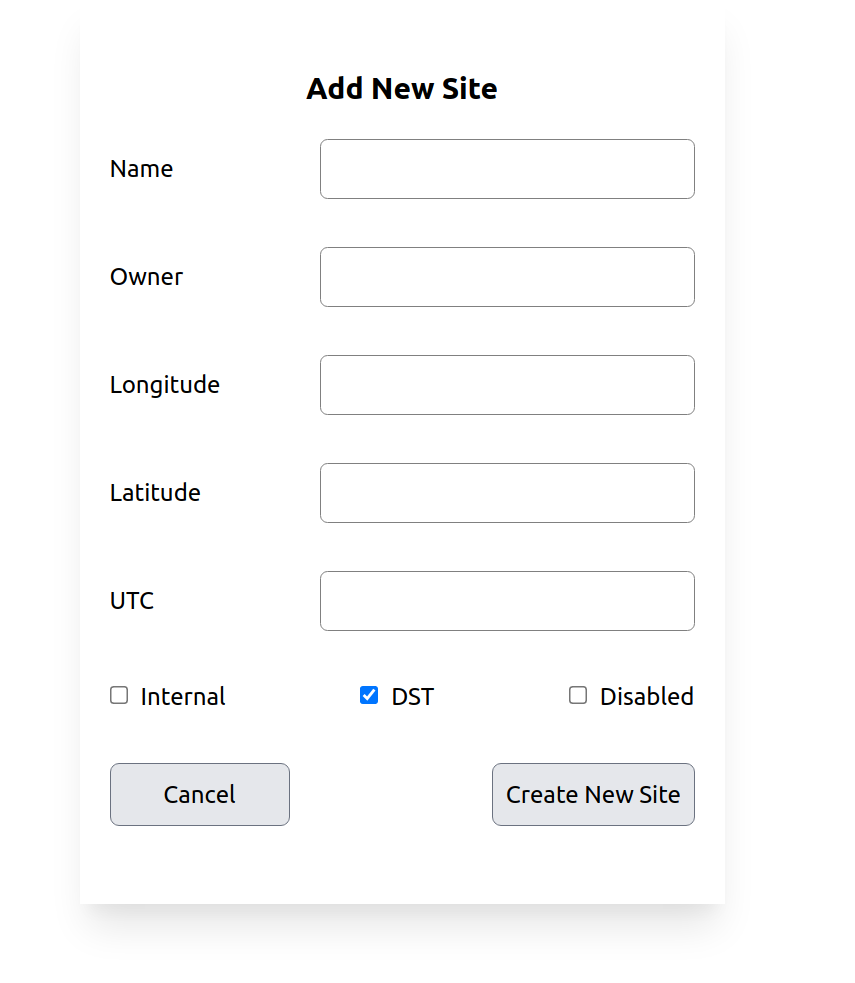 Add New Site
Name
Owner
Longitude
Latitude
UTC
Internal DST Disabled
Cancel Create New Site